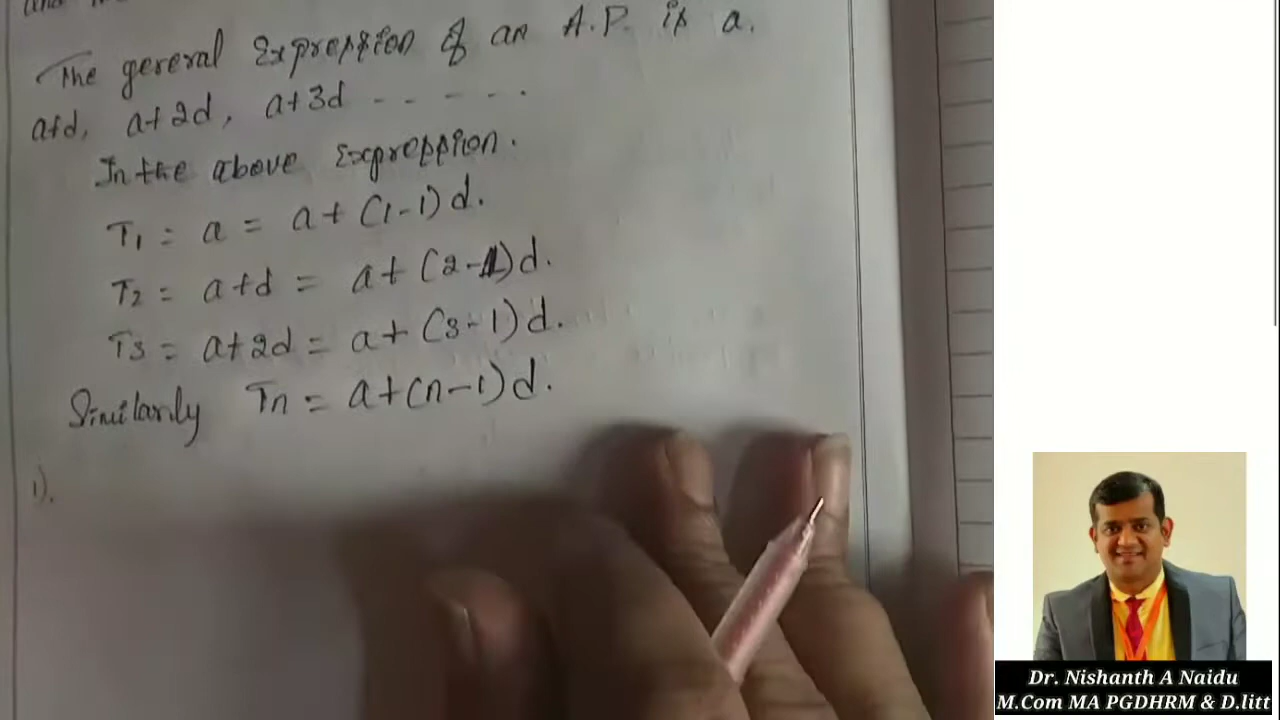 The general Expression of an A.P. is a.
a+d, a+2d, a+3d - - - - - .
In the above Expression.
T₁ = a = a + (1-1)d.
T₂ = a+d = a+ (2-1)d.
T₃ = a+2d = a+ (3-1)d.
Similarily Tn = a+(n-1)d.
1).
Dr. Nishanth A Naidu
M.Com MA PGDHRM & D.litt